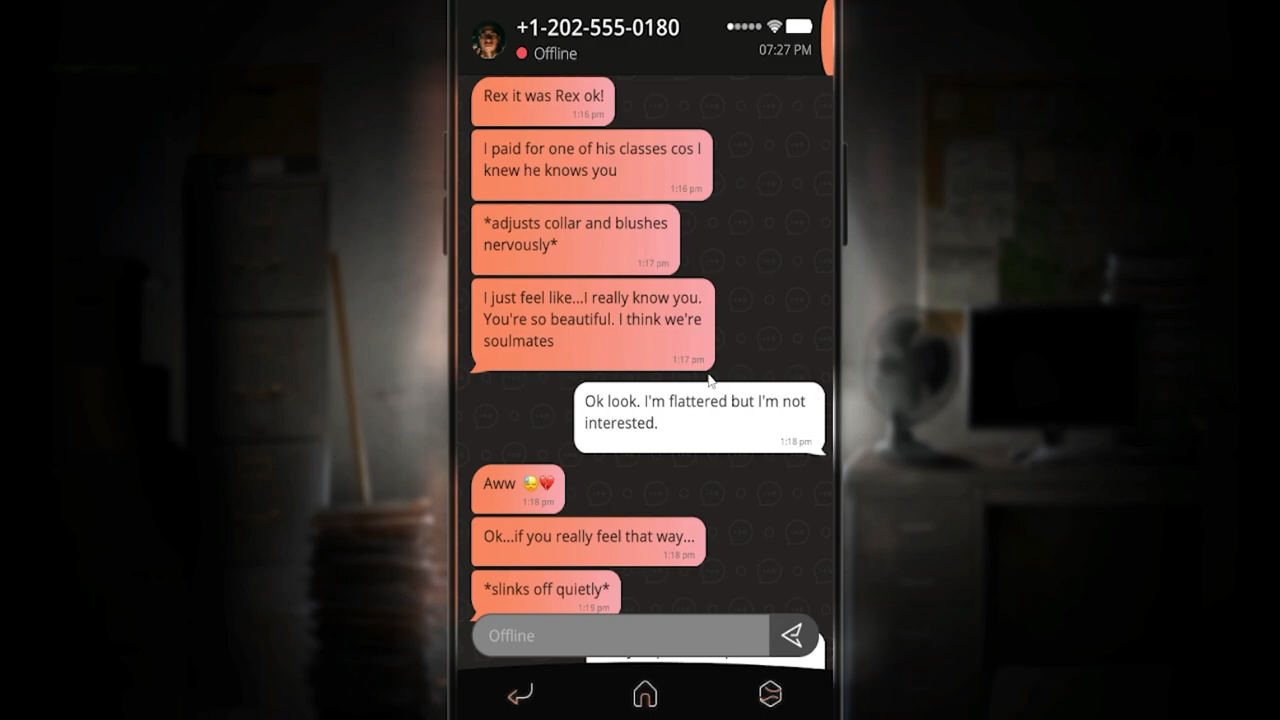 +1-202-555-0180
Offline
07:27 PM
Rex it was Rex ok!
1:16 pm
I paid for one of his classes cos I
knew he knows you
1:16 pm
*adjusts collar and blushes
nervously*
1:17 pm
I just feel like...I really know you.
You're so beautiful. I think we're
soulmates
1:17 pm
Ok look. I'm flattered but I'm not
interested.
1:18 pm
Aww 😓💔
1:18 pm
Ok...if you really feel that way...
1:18 pm
*slinks off quietly*
1:19 pm
Offline